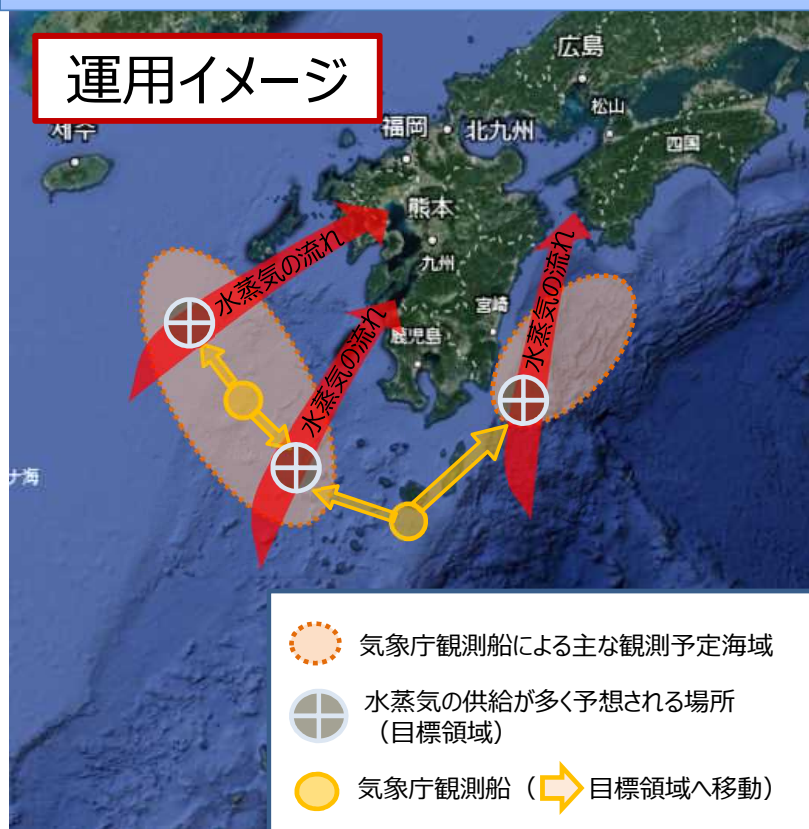 運用イメージ
広島
제주
松山
福岡
北九州
四国
熊本
九州
水蒸気の流れ
水蒸気の流れ
水蒸気の流れ
宮崎
鹿児島
ナ海
気象庁観測船による主な観測予定海域
水蒸気の供給が多く予想される場所
（目標領域）
気象庁観測船（ 目標領域へ移動）